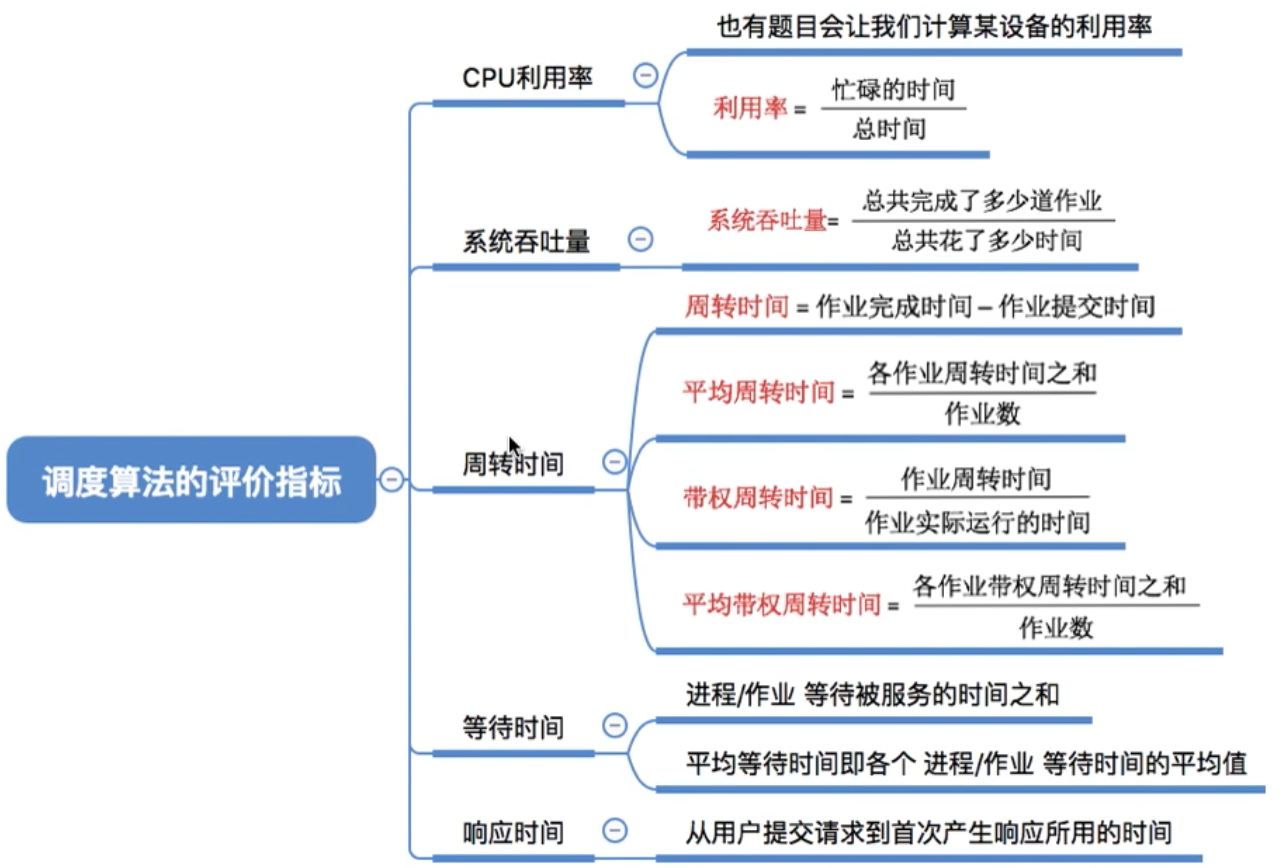 也有题目会让我们计算某设备的利用率
CPU利用率
利用率 = 忙碌的时间
总时间
系统吞吐量= 总共完成了多少道作业
总共花了多少时间
系统吞吐量
周转时间 = 作业完成时间 – 作业提交时间
平均周转时间 = 各作业周转时间之和
作业数
周转时间
调度算法的评价指标
带权周转时间 = 作业周转时间
作业实际运行的时间
平均带权周转时间 = 各作业带权周转时间之和
作业数
进程/作业 等待被服务的时间之和
等待时间
平均等待时间即各个 进程/作业 等待时间的平均值
响应时间
从用户提交请求到首次产生响应所用的时间